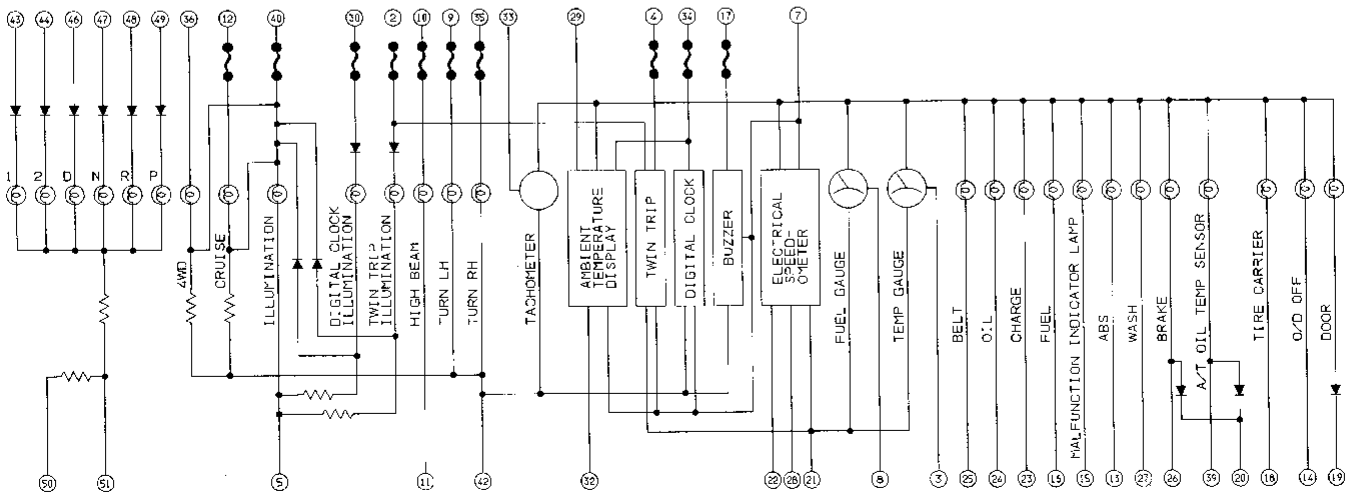 43 44 46 47 48 49 36 12 40 30 2 10 9 35 33 29 4 34 17 7
1 2 D N R P
4WD
CRUISE
ILLUMINATION
DIGITAL CLOCK
ILLUMINATION
TWIN TRIP
ILLUMINATION
HIGH BEAM
TURN LH
TURN RH
TACHOMETER
AMBIENT
TEMPERATURE
DISPLAY
TWIN TRIP
DIGITAL CLOCK
BUZZER
ELECTRICAL
SPEED-
OMETER
FUEL GAUGE
TEMP GAUGE
BELT
OIL
CHARGE
FUEL
MALFUNCTION INDICATOR LAMP
ABS
WASH
BRAKE
A/T OIL TEMP SENSOR
TIRE CARRIER
O/D OFF
DOOR
50 51 5 11 42 32 22 28 21 8 3 25 24 23 27 26 39 20 18 14 19